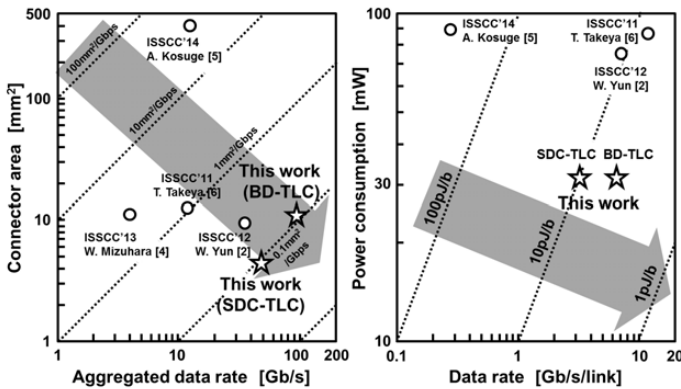 Connector area [mm²]
500
100
10
1
100mm²/Gbps
10mm²/Gbps
1mm²/Gbps
0.1mm²
/Gbps
ISSCC'14
A. Kosuge [5]
ISSCC'11
T. Takeya [6]
This work
(BD-TLC)
ISSCC'13
W. Mizuhara [4]
ISSCC'12
W. Yun [2]
This work
(SDC-TLC)
1
10
100
200
Aggregated data rate [Gb/s]
Power consumption [mW]
100
30
10
ISSCC'14
A. Kosuge [5]
ISSCC'11
T. Takeya [6]
ISSCC'12
W. Yun [2]
SDC-TLC BD-TLC
This work
100pJ/b
10pJ/b
1pJ/b
0.1
1
10
20
Data rate [Gb/s/link]